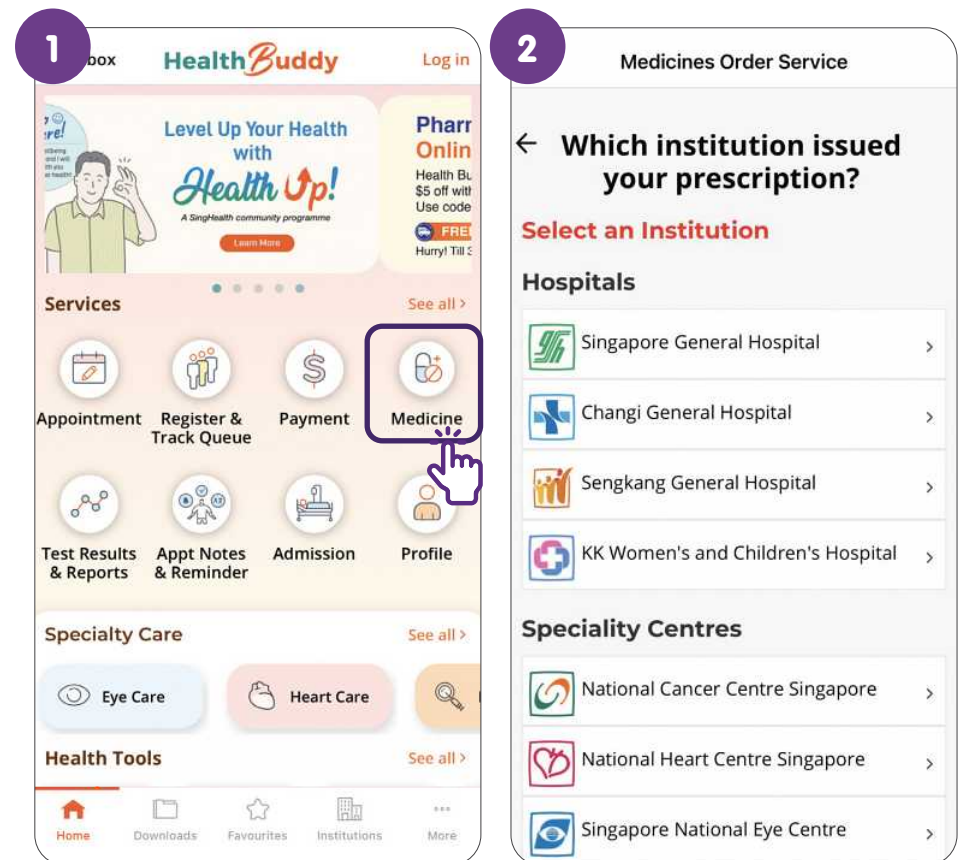 1
box
HealthBuddy
Log in
Level Up Your Health
with
Health Up!
A SingHealth community programme
Learn More
Pharm
Onlin
Health Bu
$5 off with
Use code
FREE
Hurry! Till 3
Services
See all >
Appointment
Register &
Track Queue
Payment
Medicine
Test Results
& Reports
Appt Notes
& Reminder
Admission
Profile
Specialty Care
See all >
Eye Care
Heart Care
Health Tools
See all >
Home
Downloads
Favourites
Institutions
More
2
Medicines Order Service
Which institution issued
your prescription?
Select an Institution
Hospitals
Singapore General Hospital
Changi General Hospital
Sengkang General Hospital
KK Women's and Children's Hospital
Speciality Centres
National Cancer Centre Singapore
National Heart Centre Singapore
Singapore National Eye Centre